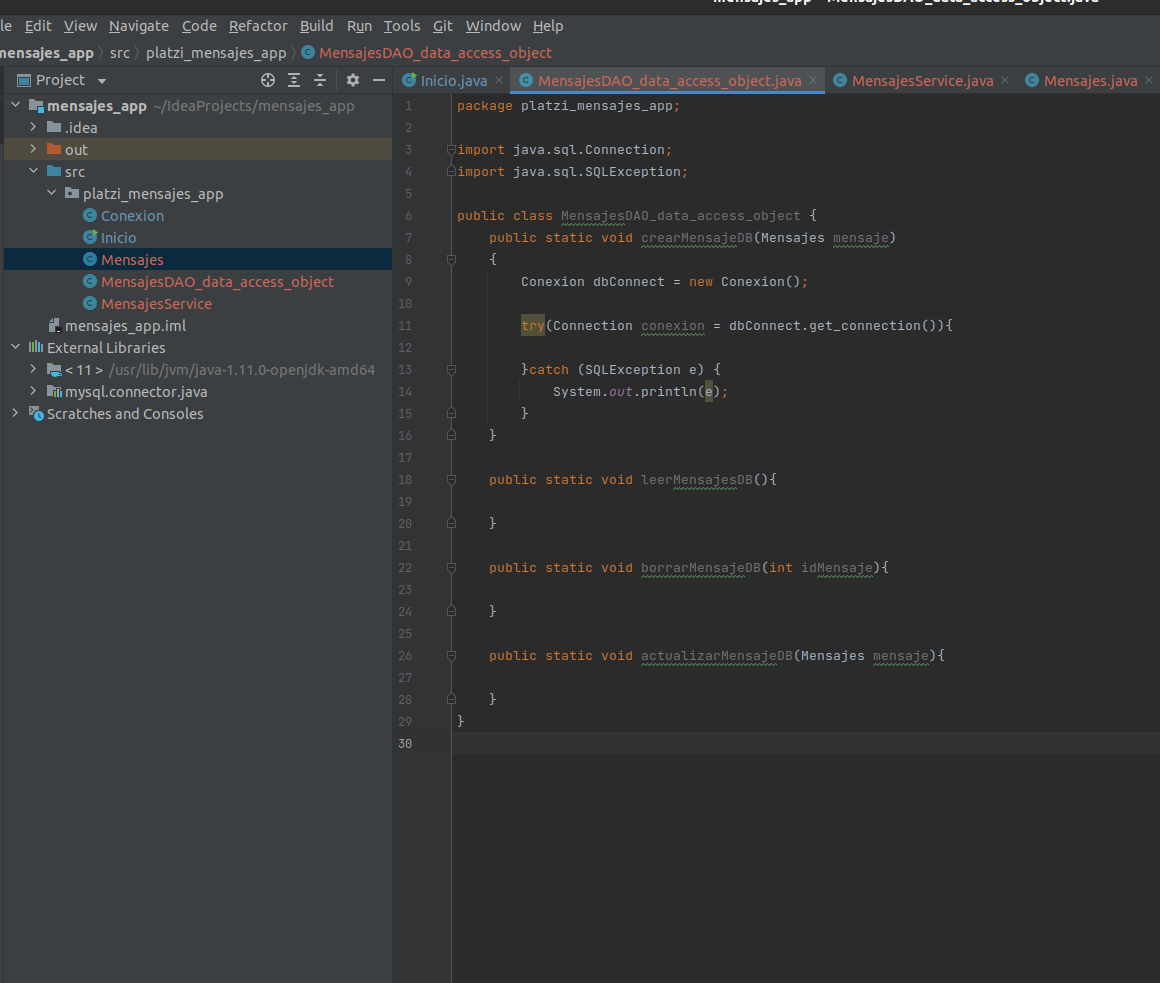 mensajes_app - MensajesDAO_data_access_object.java
le Edit View Navigate Code Refactor Build Run Tools Git Window Help
mensajes_app src platzi_mensajes_app MensajesDAO_data_access_object
Project
Inicio.java MensajesDAO_data_access_object.java MensajesService.java Mensajes.java
mensajes_app ~/IdeaProjects/mensajes_app
.idea
out
src
platzi_mensajes_app
Conexion
Inicio
Mensajes
MensajesDAO_data_access_object
MensajesService
mensajes_app.iml
External Libraries
< 11 > /usr/lib/jvm/java-1.11.0-openjdk-amd64
mysql.connector.java
Scratches and Consoles
1 package platzi_mensajes_app;
2
3 import java.sql.Connection;
4 import java.sql.SQLException;
5
6 public class MensajesDAO_data_access_object {
7 public static void crearMensajeDB(Mensajes mensaje)
8 {
9 Conexion dbConnect = new Conexion();
10
11 try(Connection conexion = dbConnect.get_connection()){
12
13 }catch (SQLException e) {
14 System.out.println(e);
15 }
16 }
17
18 public static void leerMensajesDB(){
19
20 }
21
22 public static void borrarMensajeDB(int idMensaje){
23
24 }
25
26 public static void actualizarMensajeDB(Mensajes mensaje){
27
28 }
29 }
30